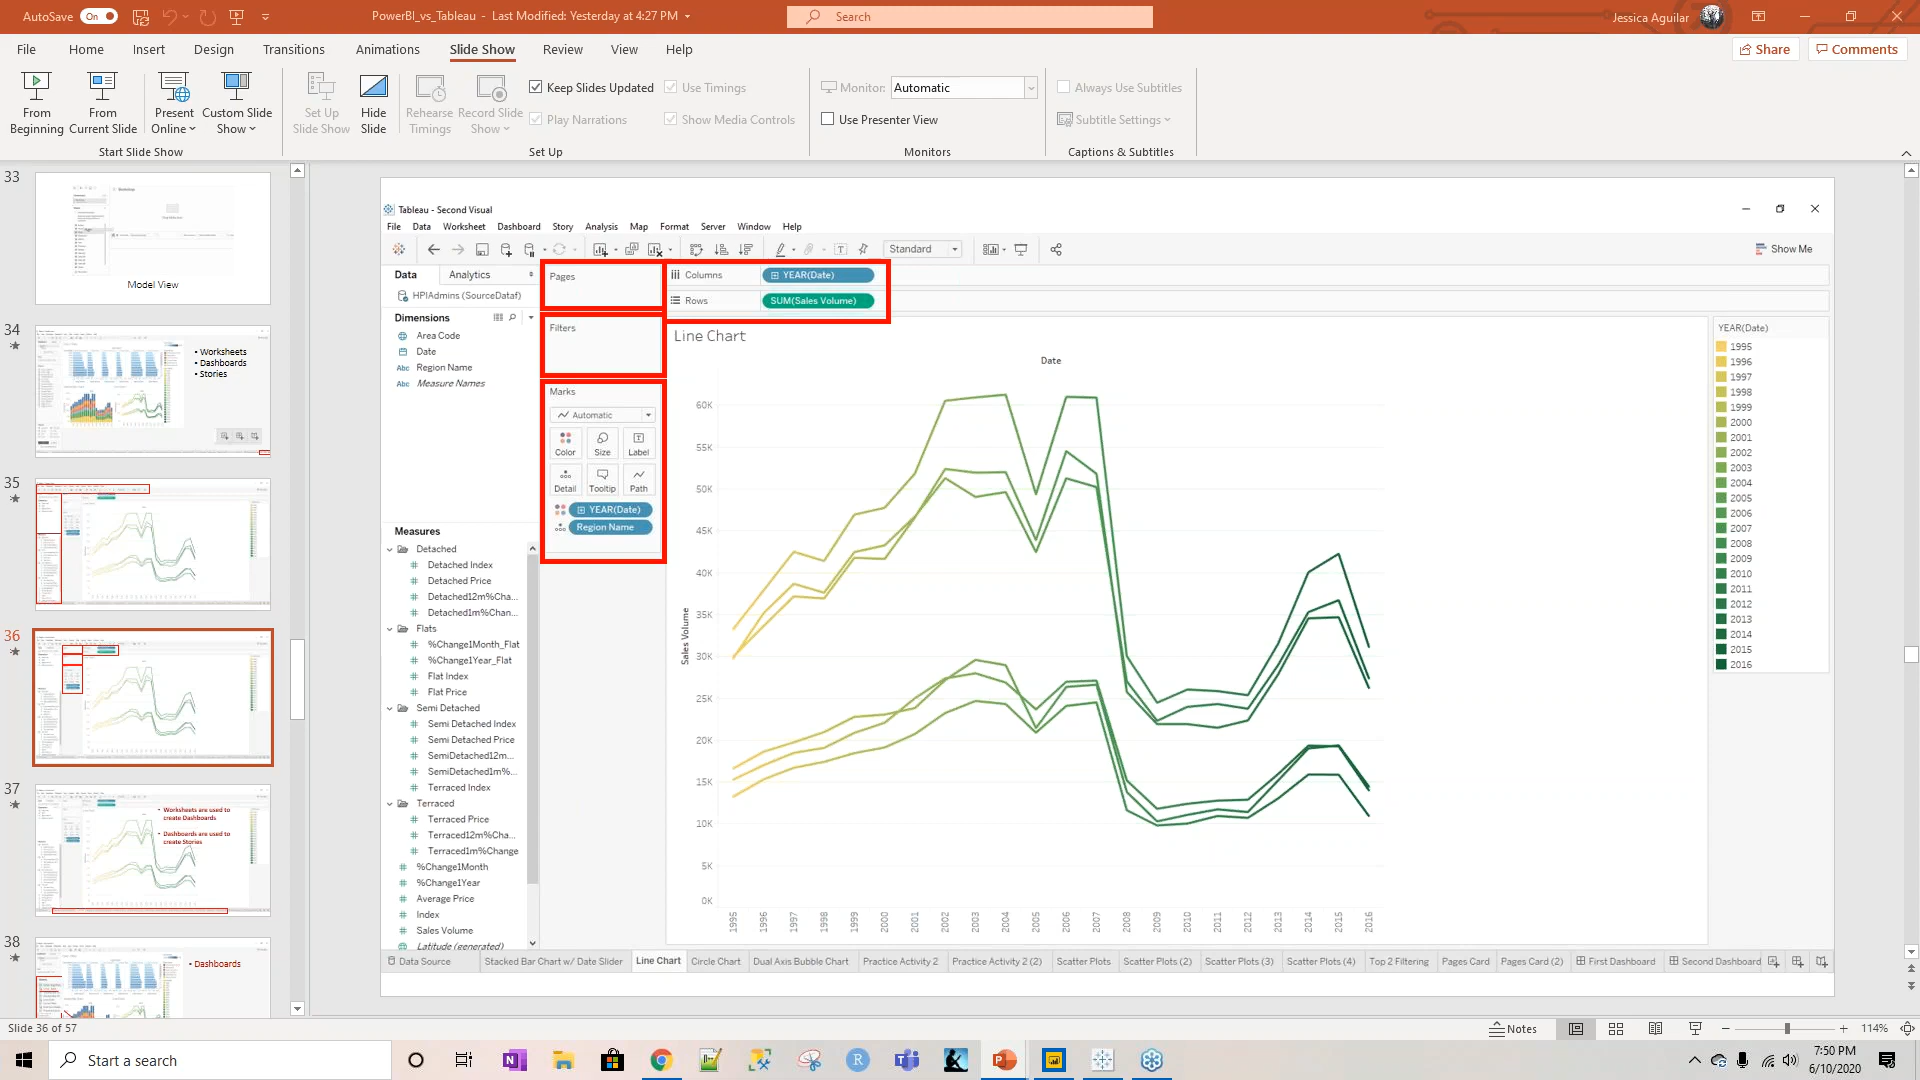 AutoSave On PowerBI_vs_Tableau - Last Modified: Yesterday at 4:27 PM Search Jessica Aguilar
File Home Insert Design Transitions Animations Slide Show Review View Help Share Comments
From Beginning
From Current Slide
Present Online
Custom Slide Show
Set Up Slide Show
Hide Slide
Rehearse Timings
Record Slide Show
Keep Slides Updated
Play Narrations
Use Timings
Show Media Controls
Monitor: Automatic
Use Presenter View
Always Use Subtitles
Subtitle Settings
Start Slide Show Set Up Monitors Captions & Subtitles
33
Model View
34
• Worksheets
• Dashboards
• Stories
35
36
37
• Worksheets are used to
create Dashboards
• Dashboards are used to
create Stories
38
• Dashboards
Tableau - Second Visual
File Data Worksheet Dashboard Story Analysis Map Format Server Window Help
Standard Show Me
Data Analytics
HPIAdmins (SourceDataf)
Dimensions
Area Code
Date
Abc Region Name
Abc Measure Names
Measures
Detached
Detached Index
Detached Price
Detached12m%Cha...
Detached1m%Chan...
Flats
%Change1Month_Flat
%Change1Year_Flat
Flat Index
Flat Price
Semi Detached
Semi Detached Index
Semi Detached Price
SemiDetached12m...
SemiDetached1m%...
Terraced Index
Terraced
Terraced Price
Terraced12m%Cha...
Terraced1m%Change
%Change1Month
%Change1Year
Average Price
Index
Sales Volume
Latitude (generated)
Pages
Filters
Marks
Automatic
Color Size Label
Detail Tooltip Path
YEAR(Date)
Region Name
Columns YEAR(Date)
Rows SUM(Sales Volume)
Line Chart
Date
Sales Volume
60K
55K
50K
45K
40K
35K
30K
25K
20K
15K
10K
5K
0K
1995 1996 1997 1998 1999 2000 2001 2002 2003 2004 2005 2006 2007 2008 2009 2010 2011 2012 2013 2014 2015 2016
YEAR(Date)
1995
1996
1997
1998
1999
2000
2001
2002
2003
2004
2005
2006
2007
2008
2009
2010
2011
2012
2013
2014
2015
2016
Data Source Stacked Bar Chart w/ Date Slider Line Chart Circle Chart Dual Axis Bubble Chart Practice Activity 2 Practice Activity 2 (2) Scatter Plots Scatter Plots (2) Scatter Plots (3) Scatter Plots (4) Top 2 Filtering Pages Card Pages Card (2) First Dashboard Second Dashboard
Slide 36 of 57 Notes 114%
Start a search
7:50 PM
6/10/2020